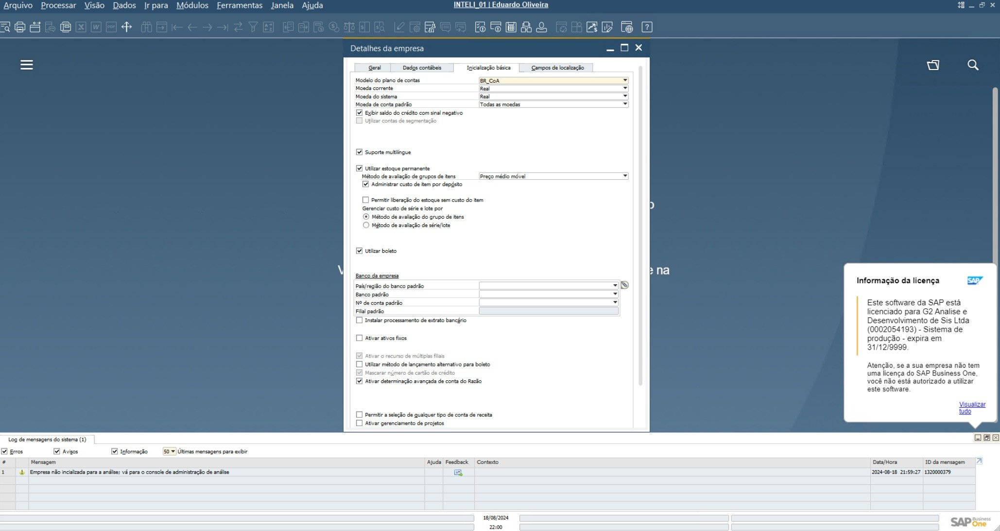 Arquivo Processar Visão Dados Ir para Módulos Ferramentas Janela Ajuda
INTELI_01 | Eduardo Oliveira
Detalhes da empresa
Geral Dados contábeis Inicialização básica Campos de localização
Modelo do plano de contas BR_CoA
Moeda corrente Real
Moeda do sistema Real
Moeda de conta padrão Todas as moedas
Exibir saldo do crédito com sinal negativo
Utilizar contas de segmentação
Suporte multilíngue
Utilizar estoque permanente
Método de avaliação de grupos de itens Preço médio móvel
Administrar custo de item por depósito
Permitir liberação do estoque sem custo do item
Gerenciar custo de série e lote por
Método de avaliação do grupo de itens
Método de avaliação de série/lote
Utilizar boleto
e na
Banco da empresa
País/região do banco padrão
Banco padrão
Nº de conta padrão
Filial padrão
Instalar processamento de extrato bancário
Ativar ativos fixos
Ativar o recurso de múltiplas filiais
Utilizar método de lançamento alternativo para boleto
Mascarar número de cartão de crédito
Ativar determinação avançada de conta do Razão
Permitir a seleção de qualquer tipo de conta de receita
Ativar gerenciamento de projetos
Informação da licença SAP
Este software da SAP está
licenciado para G2 Analise e
Desenvolvimento de Sis Ltda
(0002054193) - Sistema de
produção - expira em
31/12/9999.
Atenção, se a sua empresa não tem
uma licença do SAP Business One,
você não está autorizado a utilizar
este software.
Visualizar
tudo
Log de mensagens do sistema (1)
Erros Avisos Informação 50 Últimas mensagens para exibir
# Mensagem Ajuda Feedback Contexto Data/Hora ID da mensagem
1 Empresa não incializada para a análise; vá para o console de administração de análise 2024-08-18 21:59:27 1320000379
18/08/2024
22:00
SAP Business One